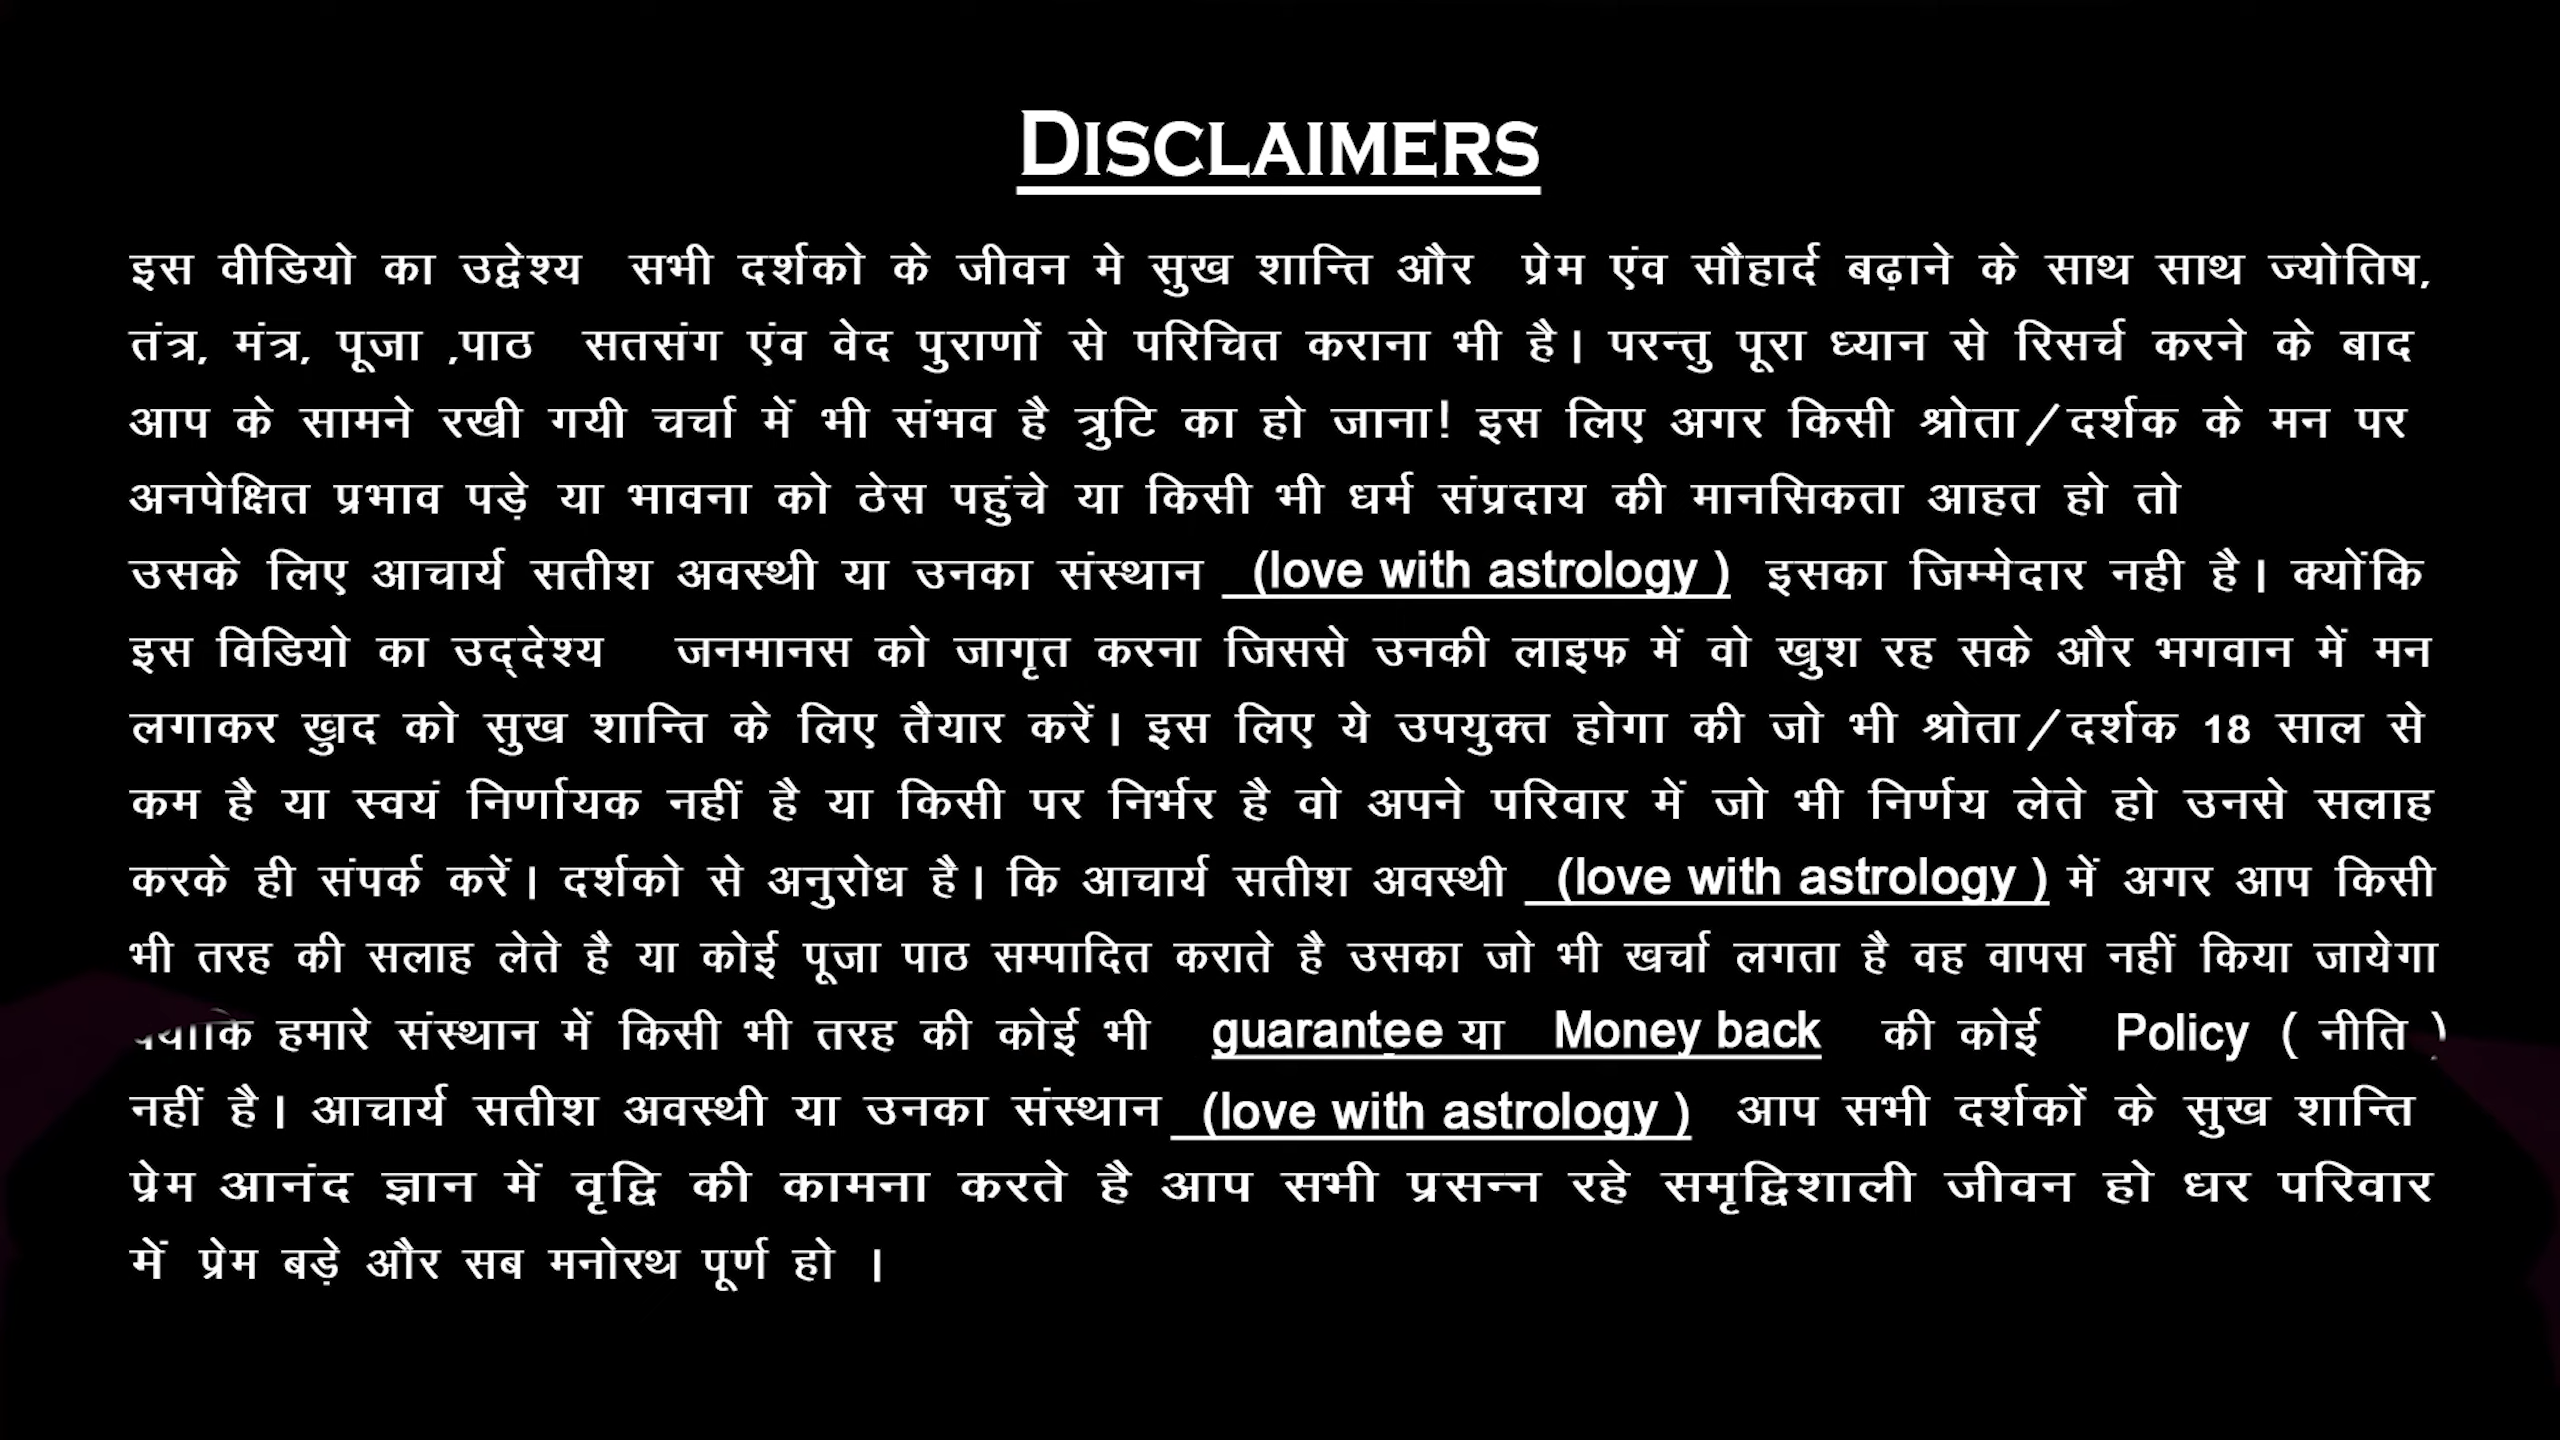 DISCLAIMERS
इस वीडियो का उद्वेश्य सभी दर्शको के जीवन मे सुख शान्ति और प्रेम एंव सौहार्द बढ़ाने के साथ साथ ज्योतिष,
तंत्र, मंत्र, पूजा ,पाठ सतसंग एंव वेद पुराणों से परिचित कराना भी है। परन्तु पूरा ध्यान से रिसर्च करने के बाद
आप के सामने रखी गयी चर्चा में भी संभव है त्रुटि का हो जाना! इस लिए अगर किसी श्रोता/दर्शक के मन पर
अनपेक्षित प्रभाव पड़े या भावना को ठेस पहुंचे या किसी भी धर्म संप्रदाय की मानसिकता आहत हो तो
उसके लिए आचार्य सतीश अवस्थी या उनका संस्थान (love with astrology ) इसका जिम्मेदार नही है। क्योंकि
इस विडियो का उद्‌देश्य जनमानस को जागृत करना जिससे उनकी लाइफ में वो खुश रह सके और भगवान में मन
लगाकर खुाद को सुख शान्ति के लिए तैयार करें। इस लिए ये उपयुक्त होगा की जो भी श्रोता/दर्शक 18 साल से
कम है या स्वयं निर्णायक नहीं है या किसी पर निर्भर है वो अपने परिवार में जो भी निर्णय लेते हो उनसे सलाह
करके ही संपर्क करें। दर्शको से अनुरोध है। कि आचार्य सतीश अवस्थी (love with astrology ) में अगर आप किसी
भी तरह की सलाह लेते है या कोई पूजा पाठ सम्पादित कराते है उसका जो भी खर्चा लगता है वह वापस नहीं किया जायेगा
क्योंकि हमारे संस्थान में किसी भी तरह की कोई भी guarantee या Money back की कोई Policy ( नीति )
नहीं है। आचार्य सतीश अवस्थी या उनका संस्थान (love with astrology ) आप सभी दर्शकों के सुख शान्ति
प्रेम आनंद ज्ञान में वृद्वि की कामना करते है आप सभी प्रसन्न रहे समृद्विशाली जीवन हो धर परिवार
में प्रेम बड़े और सब मनोरथ पूर्ण हो ।